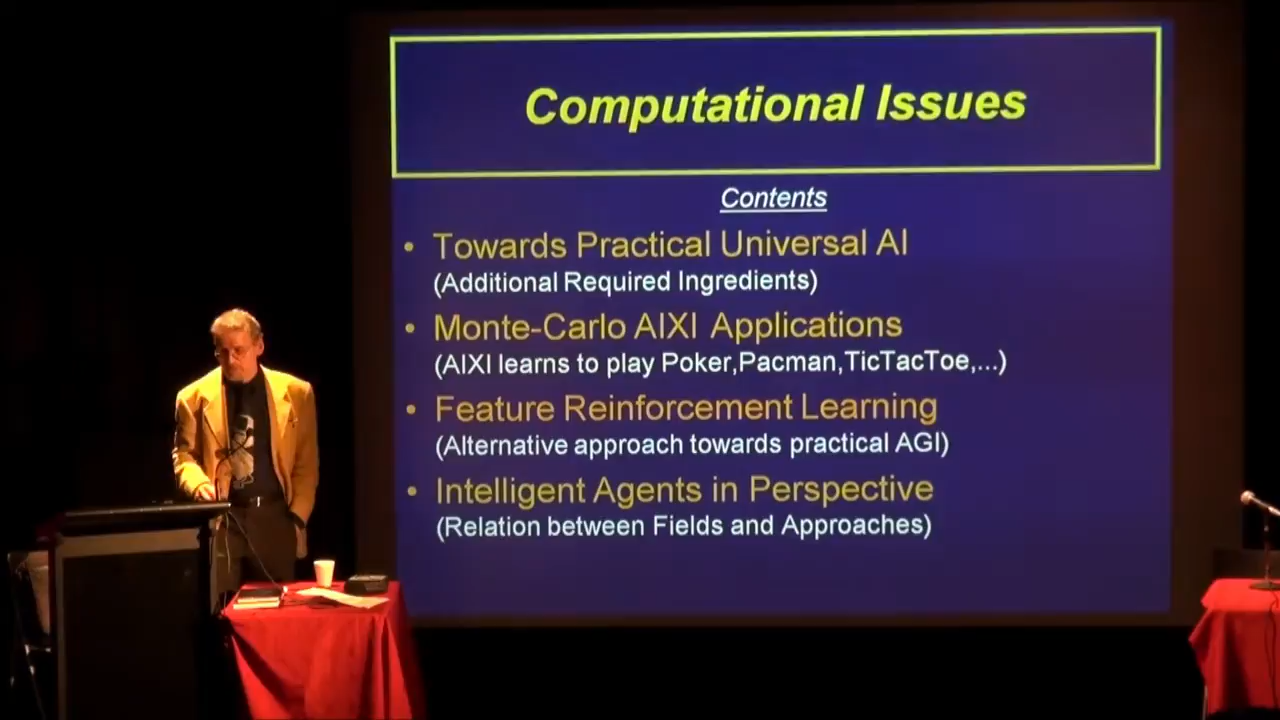 Computational Issues
Contents
• Towards Practical Universal AI
(Additional Required Ingredients)
• Monte-Carlo AIXI Applications
(AIXI learns to play Poker,Pacman,TicTacToe,...)
• Feature Reinforcement Learning
(Alternative approach towards practical AGI)
• Intelligent Agents in Perspective
(Relation between Fields and Approaches)